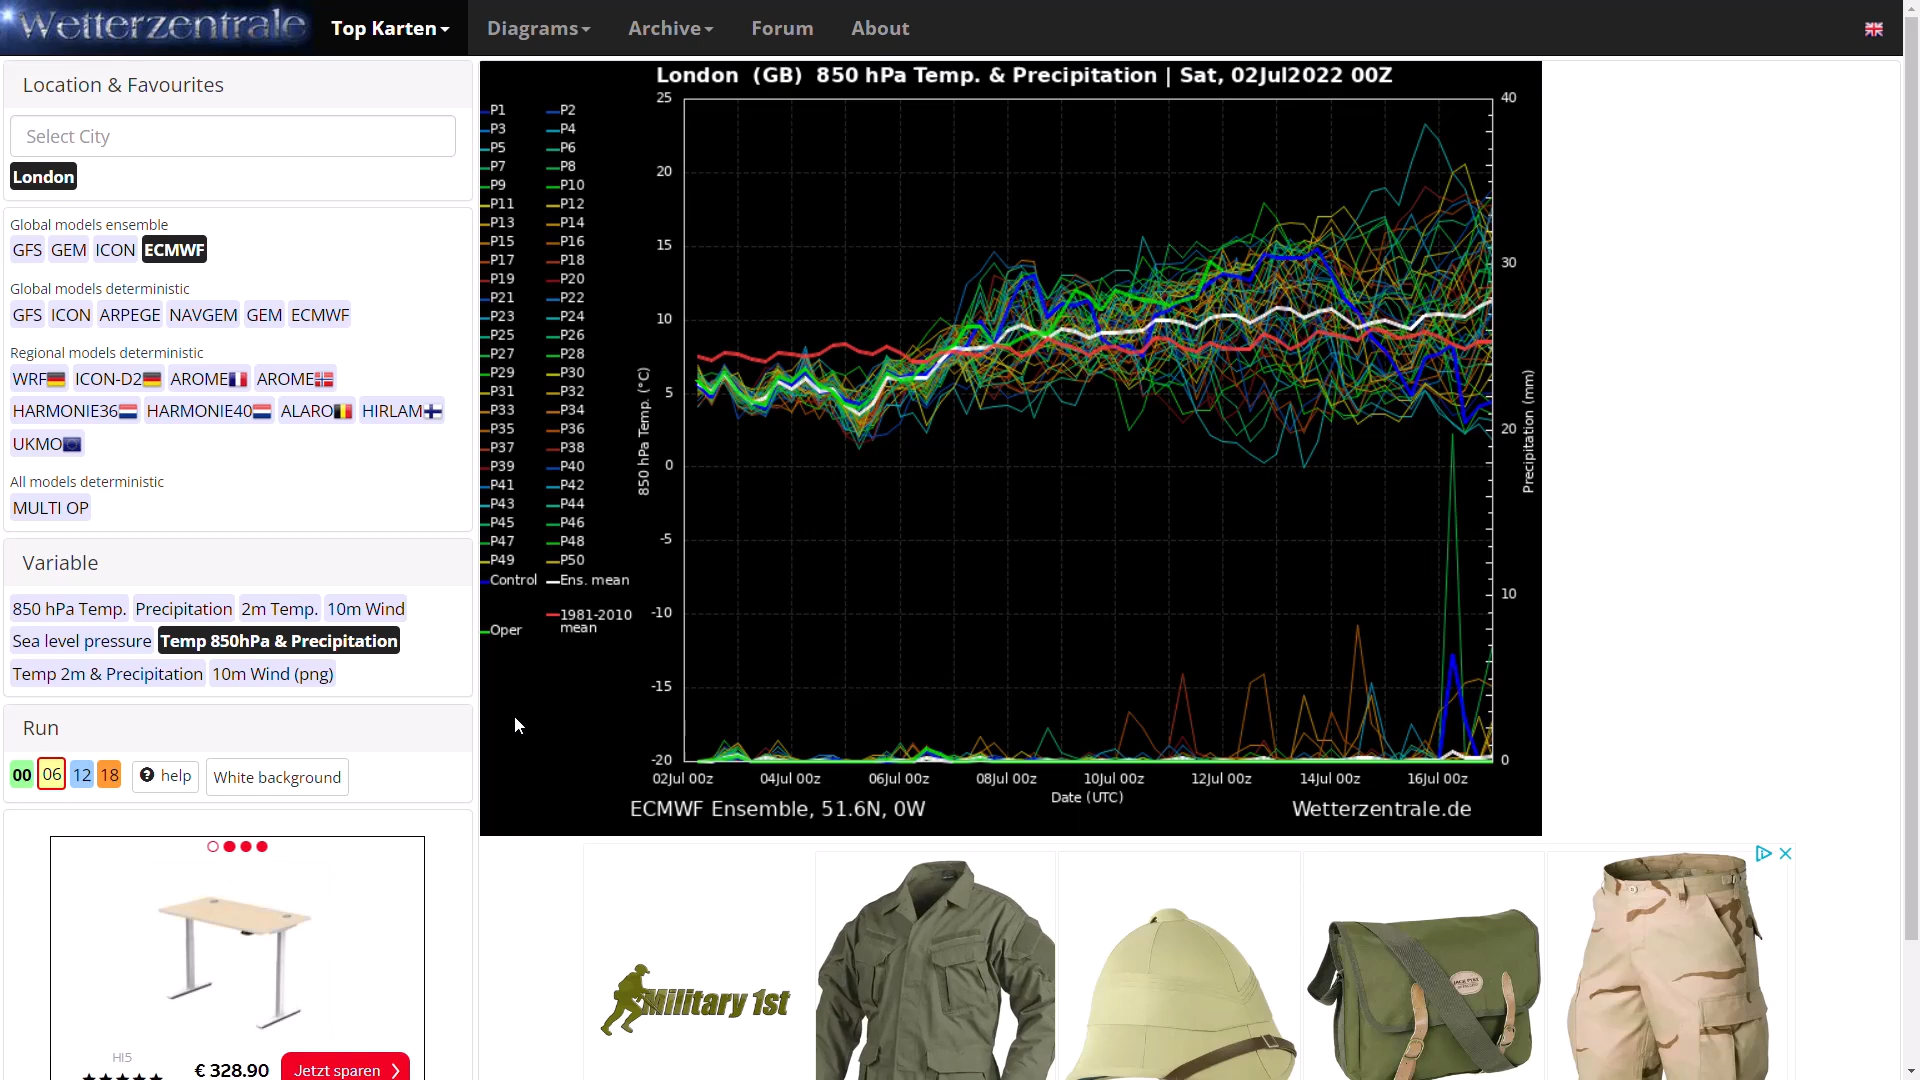 Wetterzentrale
Top Karten
Diagrams
Archive
Forum
About
Location & Favourites
Select City
London
Global models ensemble
GFS GEM ICON ECMWF
Global models deterministic
GFS ICON ARPEGE NAVGEM GEM ECMWF
Regional models deterministic
WRF ICON-D2 AROME AROME
HARMONIE36 HARMONIE40 ALARO HIRLAM
UKMO
All models deterministic
MULTI OP
Variable
850 hPa Temp. Precipitation 2m Temp. 10m Wind
Sea level pressure Temp 850hPa & Precipitation
Temp 2m & Precipitation 10m Wind (png)
Run
00 06 12 18 help White background
HI5
€ 328.90 Jetzt sparen
London (GB) 850 hPa Temp. & Precipitation | Sat, 02Jul2022 00Z
P1 P2
P3 P4
P5 P6
P7 P8
P9 P10
P11 P12
P13 P14
P15 P16
P17 P18
P19 P20
P21 P22
P23 P24
P25 P26
P27 P28
P29 P30
P31 P32
P33 P34
P35 P36
P37 P38
P39 P40
P41 P42
P43 P44
P45 P46
P47 P48
P49 P50
Control Ens. mean
1981-2010
mean
Oper
850 hPa Temp. (°C)
25
20
15
10
5
0
-5
-10
-15
-20
40
30
20
10
0
Precipitation (mm)
02Jul 00z 04Jul 00z 06Jul 00z 08Jul 00z 10Jul 00z 12Jul 00z 14Jul 00z 16Jul 00z
Date (UTC)
ECMWF Ensemble, 51.6N, 0W
Wetterzentrale.de
Military 1st